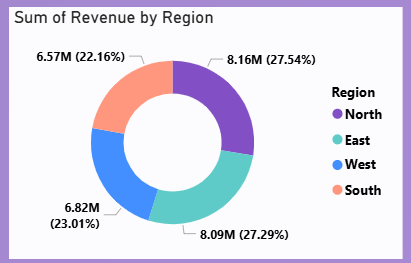 Sum of Revenue by Region
6.57M (22.16%)
8.16M (27.54%)
Region
North
East
West
South
6.82M
(23.01%)
8.09M (27.29%)